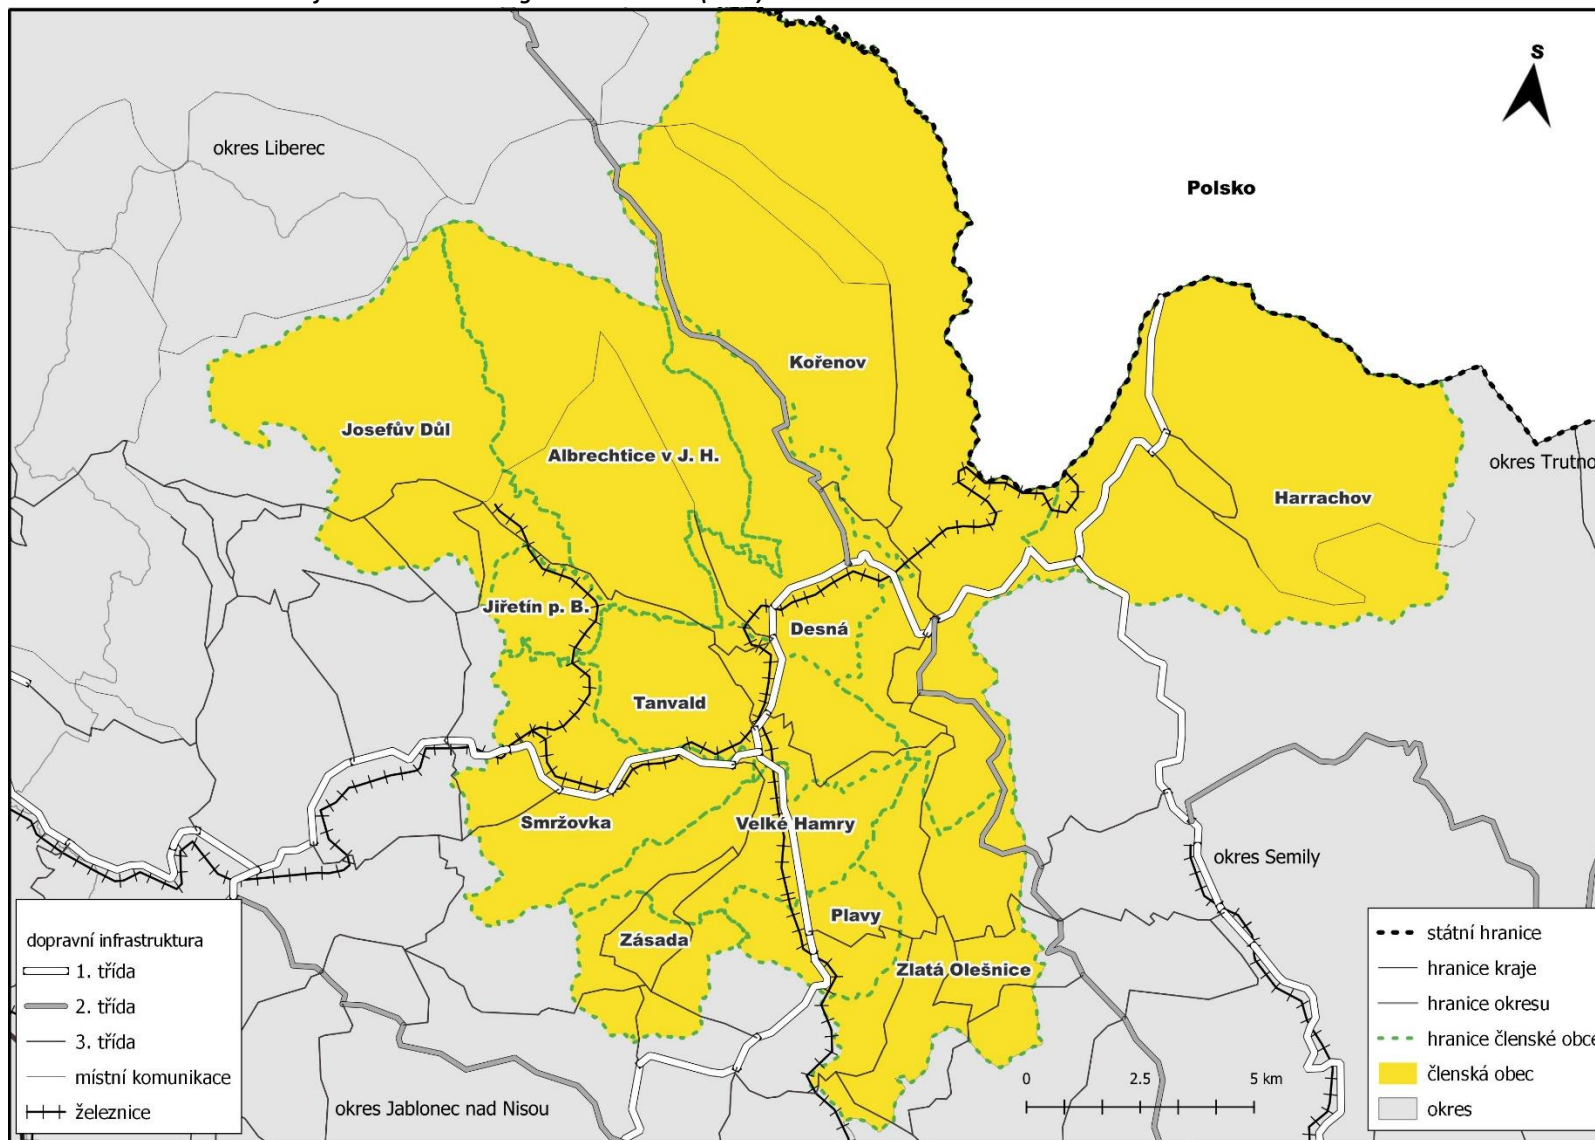 S
okres Liberec
Polsko
Kořenov
Josefův Důl
Albrechtice v J. H.
okres Trutno
Harrachov
Jiřetín p. B.
Desná
Tanvald
Smržovka
Velké Hamry
okres Semily
Plavy
Zásada
Zlatá Olešnice
okres Jablonec nad Nisou
dopravní infrastruktura
1. třída
2. třída
3. třída
místní komunikace
železnice
0 2.5 5 km
státní hranice
hranice kraje
hranice okresu
hranice členské obce
členská obec
okres